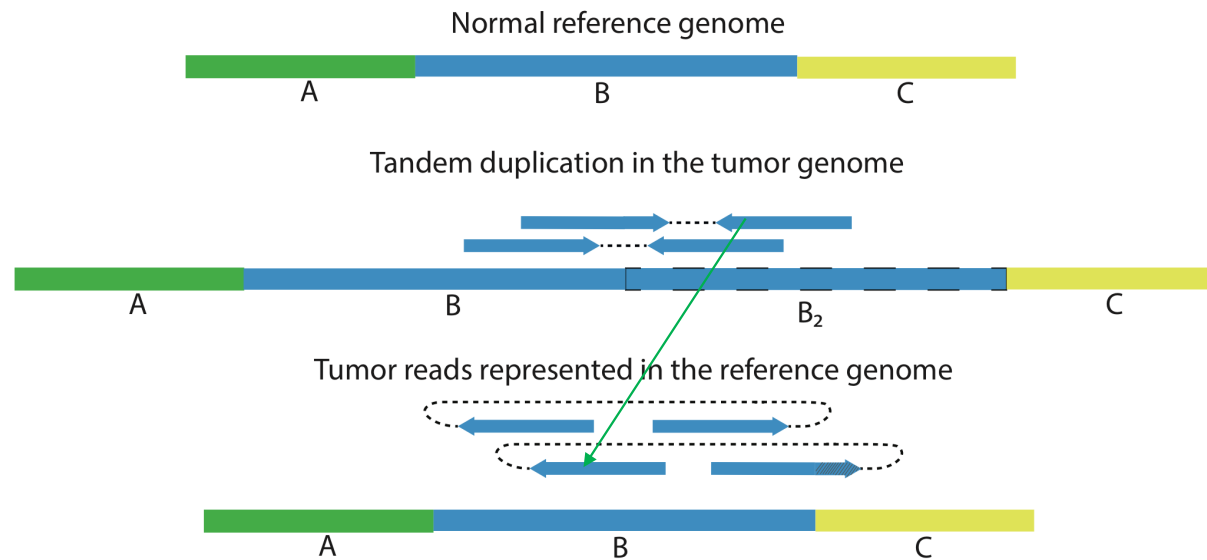 Normal reference genome
A B C
Tandem duplication in the tumor genome
A B B₂ C
Tumor reads represented in the reference genome
A B C